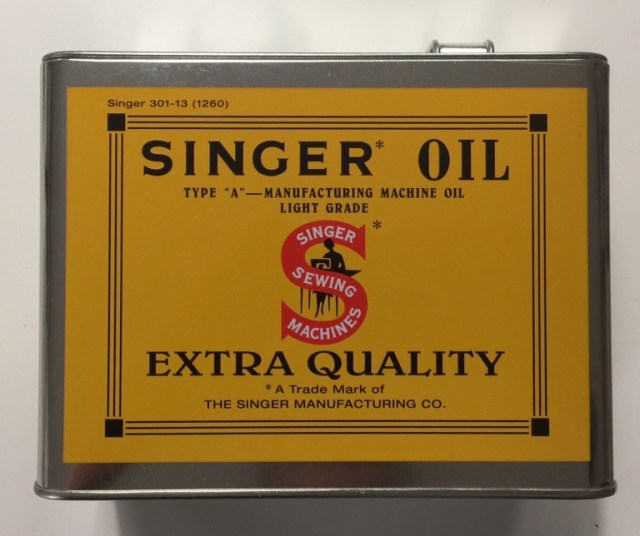 Singer 301-13 (1260)
SINGER* OIL
TYPE "A"—MANUFACTURING MACHINE OIL
LIGHT GRADE
*
SINGER
SEWING
MACHINES
EXTRA QUALITY
*A Trade Mark of
THE SINGER MANUFACTURING CO.